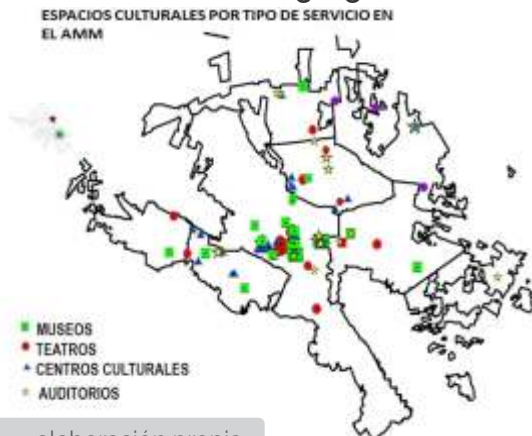 ESPACIOS CULTURALES POR TIPO DE SERVICIO EN
EL AMM
MUSEOS
TEATROS
CENTROS CULTURALES
AUDITORIOS
elaboración propia